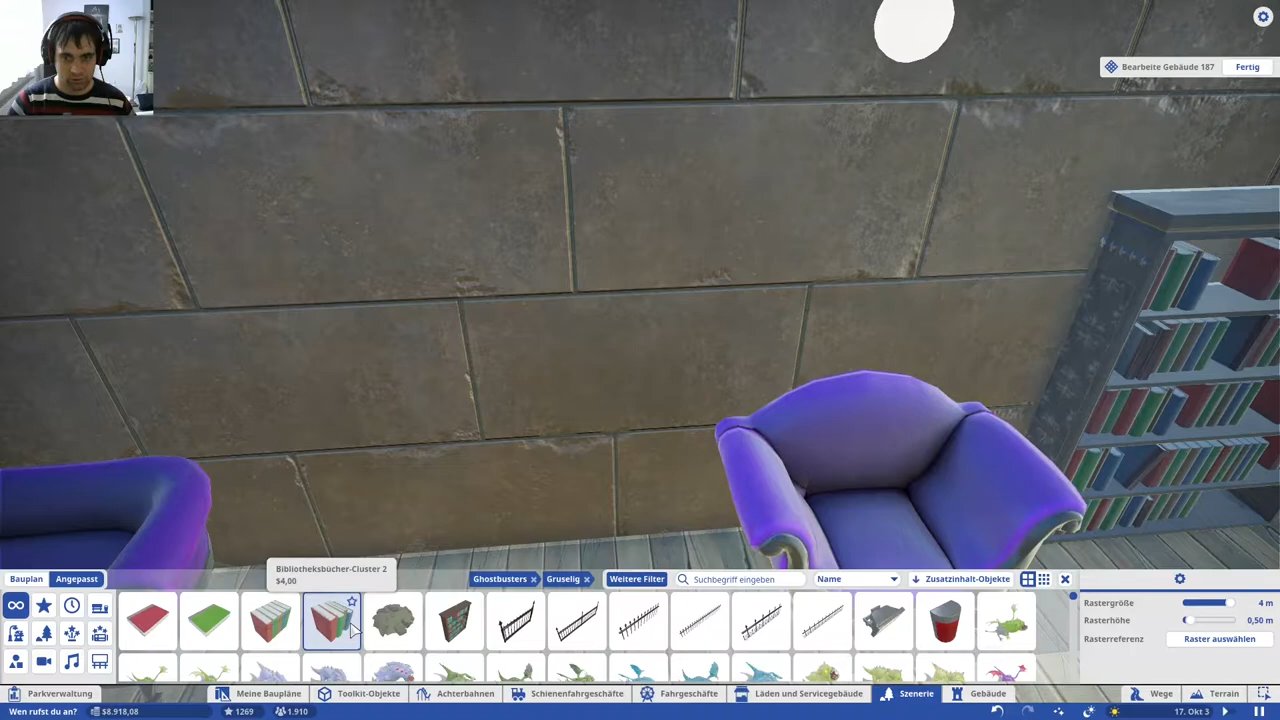 Bearbeite Gebäude 187
Fertig
Bibliotheksbücher-Cluster 2
$4,00
Bauplan
Angepasst
Ghostbusters
Gruselig
Weitere Filter
Suchbegriff eingeben
Name
Zusatzinhalt-Objekte
Rastergröße
4 m
Rasterhöhe
0,50 m
Rasterreferenz
Raster auswählen
Parkverwaltung
Meine Baupläne
Toolkit-Objekte
Achterbahnen
Schienenfahrgeschäfte
Fahrgeschäfte
Läden und Servicegebäude
Szenerie
Gebäude
Wege
Terrain
Wen rufst du an?
$8.918,08
1269
1.910
17. Okt 3